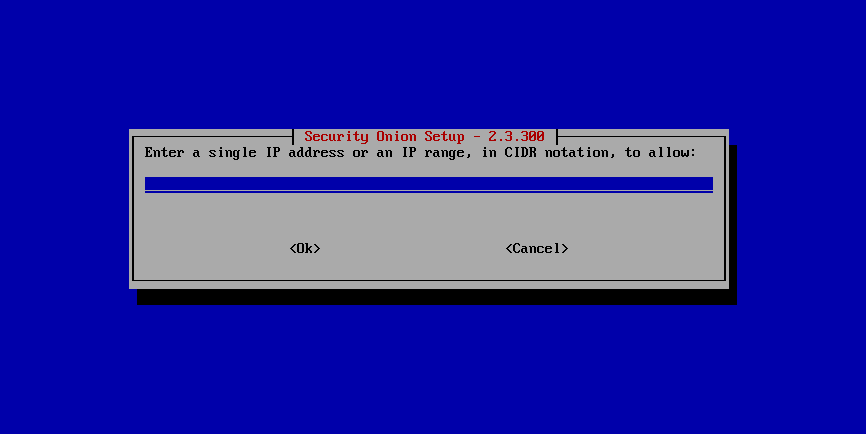 Security Onion Setup - 2.3.300
Enter a single IP address or an IP range, in CIDR notation, to allow:
<Ok> <Cancel>